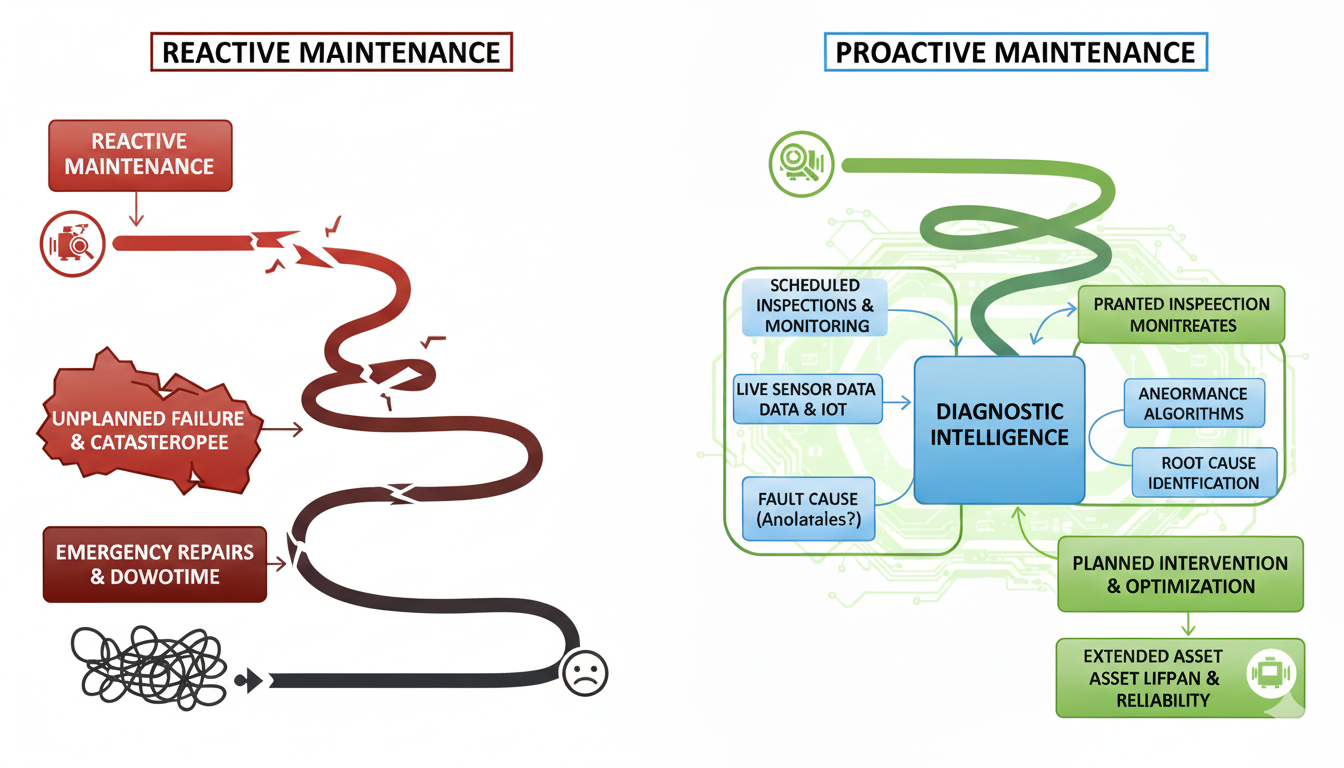 REACTIVE MAINTENANCE
REACTIVE
MAINTENANCE
UNPLANNED FAILURE
& CATASTEROPEE
EMERGENCY REPAIRS
& DOWOTIME
PROACTIVE MAINTENANCE
SCHEDULED
INSPECTIONS &
MONITORING
LIVE SENSOR DATA
DATA & IOT
FAULT CAUSE
(Anolatales?)
DIAGNOSTIC
INTELLIGENCE
PRANTED INSPEECTION
MONITREATES
ANEORMANCE
ALGORITHMS
ROOT CAUSE
IDENTFICATION
PLANNED INTERVENTION
& OPTIMIZATION
EXTENDED ASSET
ASSET LIFPAN &
RELIABILITY